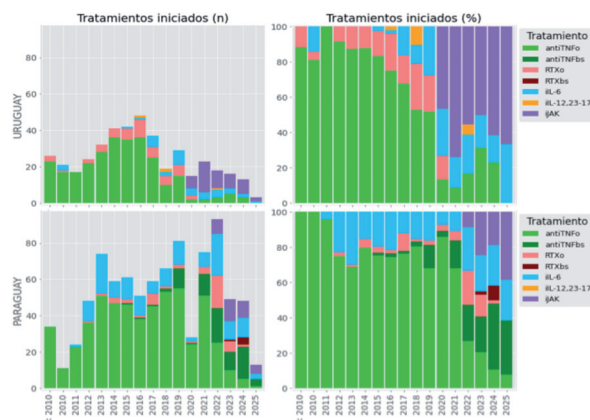 Tratamientos iniciados (n)
Tratamientos iniciados (%)
URUGUAY
80
60
40
20
0
100
80
60
40
20
0
Tratamiento
antiTNFo
antiTNFbs
RTXo
RTXbs
iIL-6
iIL-12,23-17
iJAK
PARAGUAY
80
60
40
20
0
100
80
60
40
20
0
Tratamiento
antiTNFo
antiTNFbs
RTXo
RTXbs
iIL-6
iIL-12,23-17
iJAK
2010
2010
2011
2012
2013
2014
2015
2016
2017
2018
2019
2020
2021
2022
2023
2024
2025
2010
2010
2011
2012
2013
2014
2015
2016
2017
2018
2019
2020
2021
2022
2023
2024
2025